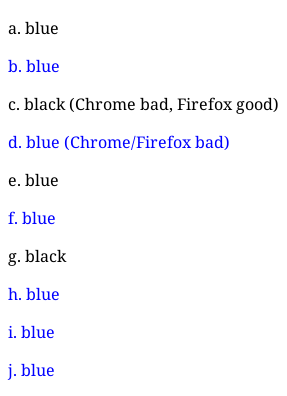 a. blue
b. blue
c. black (Chrome bad, Firefox good)
d. blue (Chrome/Firefox bad)
e. blue
f. blue
g. black
h. blue
i. blue
j. blue